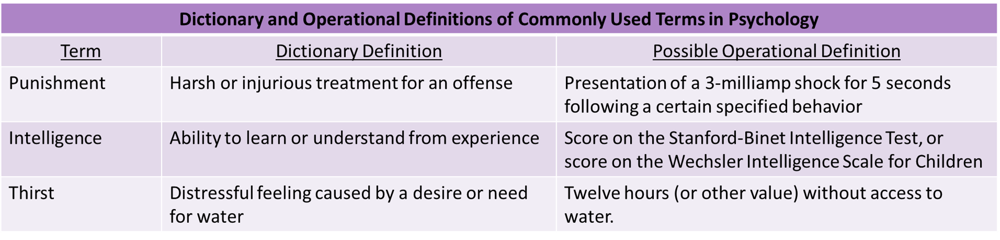 Dictionary and Operational Definitions of Commonly Used Terms in Psychology
Term
Dictionary Definition
Possible Operational Definition
Punishment
Harsh or injurious treatment for an offense
Presentation of a 3-milliamp shock for 5 seconds
following a certain specified behavior
Intelligence
Ability to learn or understand from experience
Score on the Stanford-Binet Intelligence Test, or
score on the Wechsler Intelligence Scale for Children
Thirst
Distressful feeling caused by a desire or need
for water
Twelve hours (or other value) without access to
water.